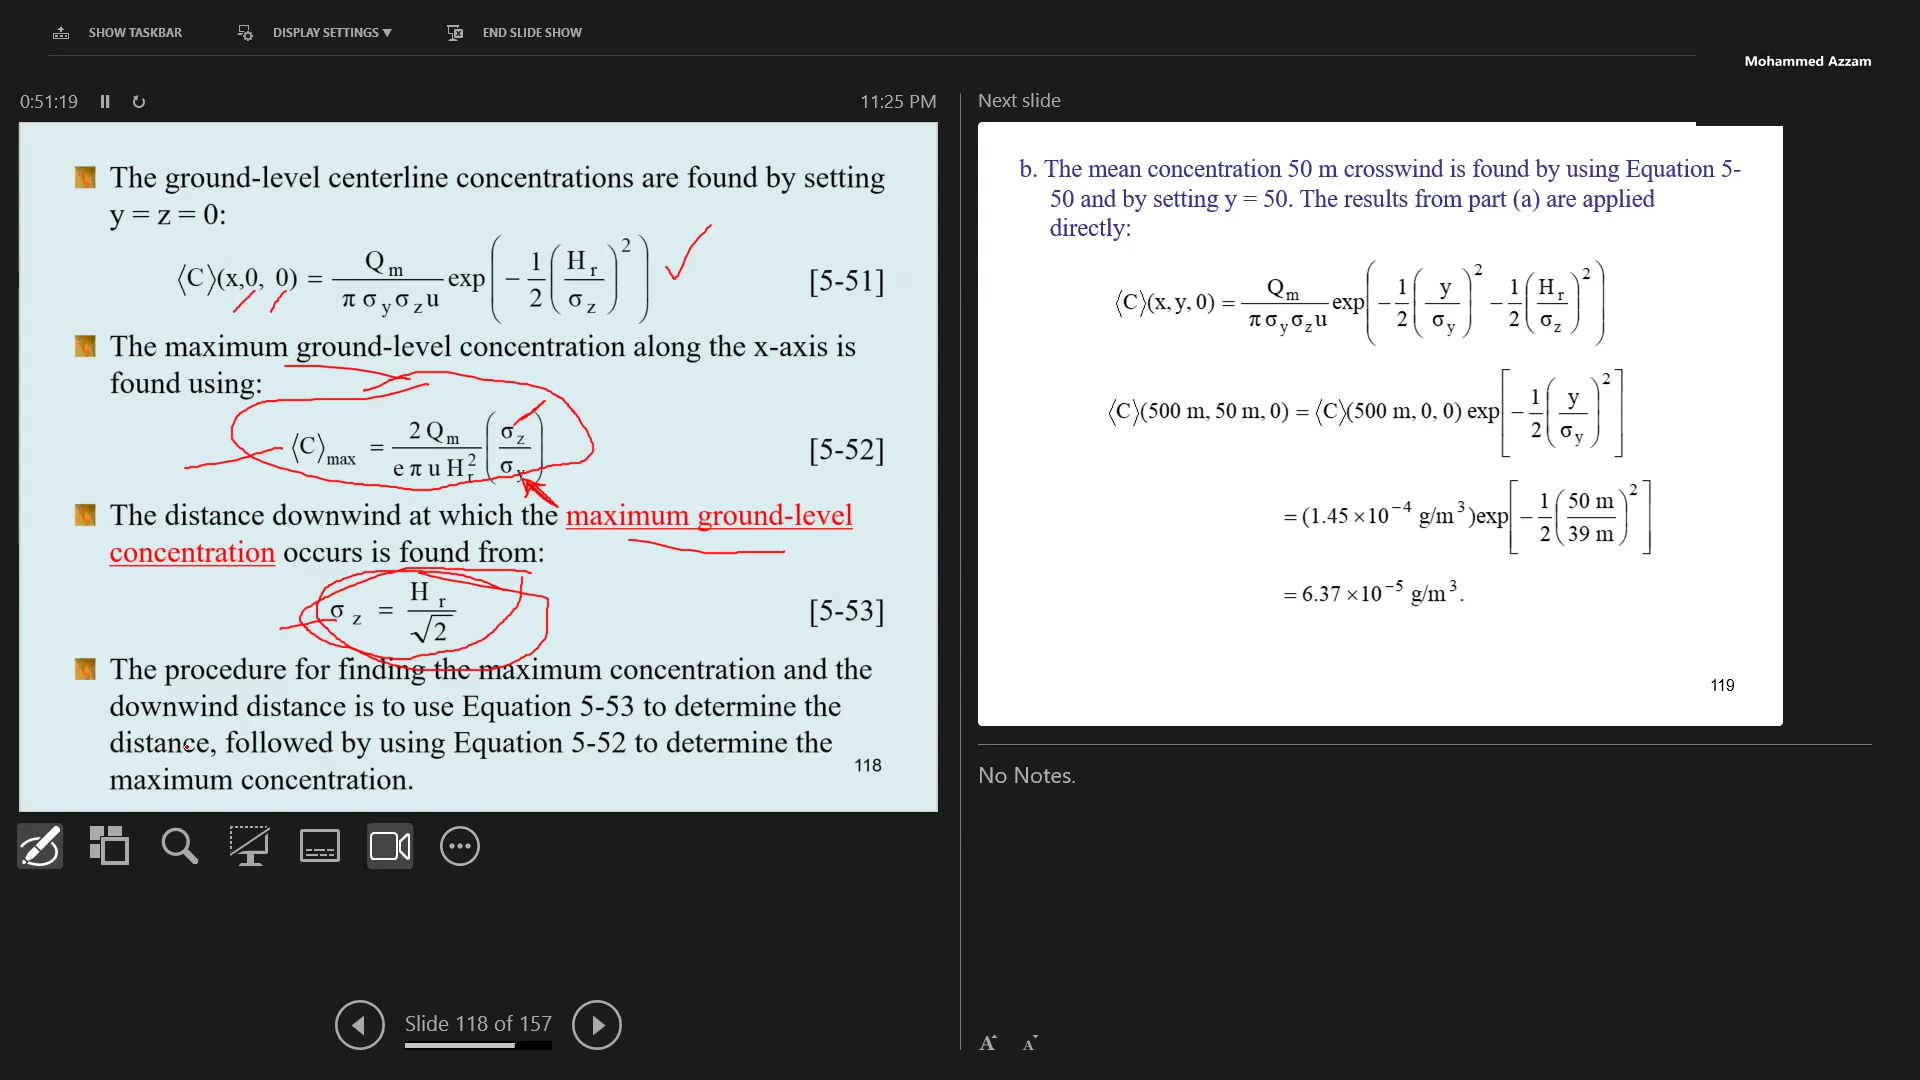 SHOW TASKBAR
DISPLAY SETTINGS ▼
END SLIDE SHOW
Mohammed Azzam
0:51:19
11:25 PM
The ground-level centerline concentrations are found by setting
y = z = 0:
⟨C⟩(x,0, 0) = Q_m / (π σ_y σ_z u) exp(−1/2 (H_r/σ_z)^2) [5-51]
The maximum ground-level concentration along the x-axis is
found using:
⟨C⟩_max = 2 Q_m / (e π u H_r^2) (σ_z/σ_y) [5-52]
The distance downwind at which the maximum ground-level
concentration occurs is found from:
σ_z = H_r/√2 [5-53]
The procedure for finding the maximum concentration and the
downwind distance is to use Equation 5-53 to determine the
distance, followed by using Equation 5-52 to determine the
maximum concentration.
118
Slide 118 of 157
Next slide
b. The mean concentration 50 m crosswind is found by using Equation 5-
50 and by setting y = 50. The results from part (a) are applied
directly:
⟨C⟩(x, y, 0) = Q_m / (π σ_y σ_z u) exp(−1/2 (y/σ_y)^2 − 1/2 (H_r/σ_z)^2)
⟨C⟩(500 m, 50 m, 0) = ⟨C⟩(500 m, 0, 0) exp[−1/2 (y/σ_y)^2]
= (1.45 ×10^−4 g/m^3)exp[−1/2 (50 m/39 m)^2]
= 6.37 ×10^−5 g/m^3.
119
No Notes.
A A